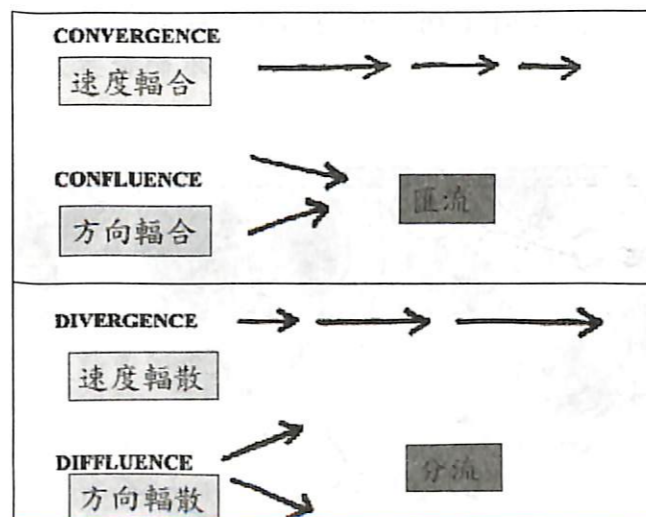 CONVERGENCE
速度輻合
CONFLUENCE
匯流
方向輻合
DIVERGENCE
速度輻散
DIFFLUENCE
分流
方向輻散